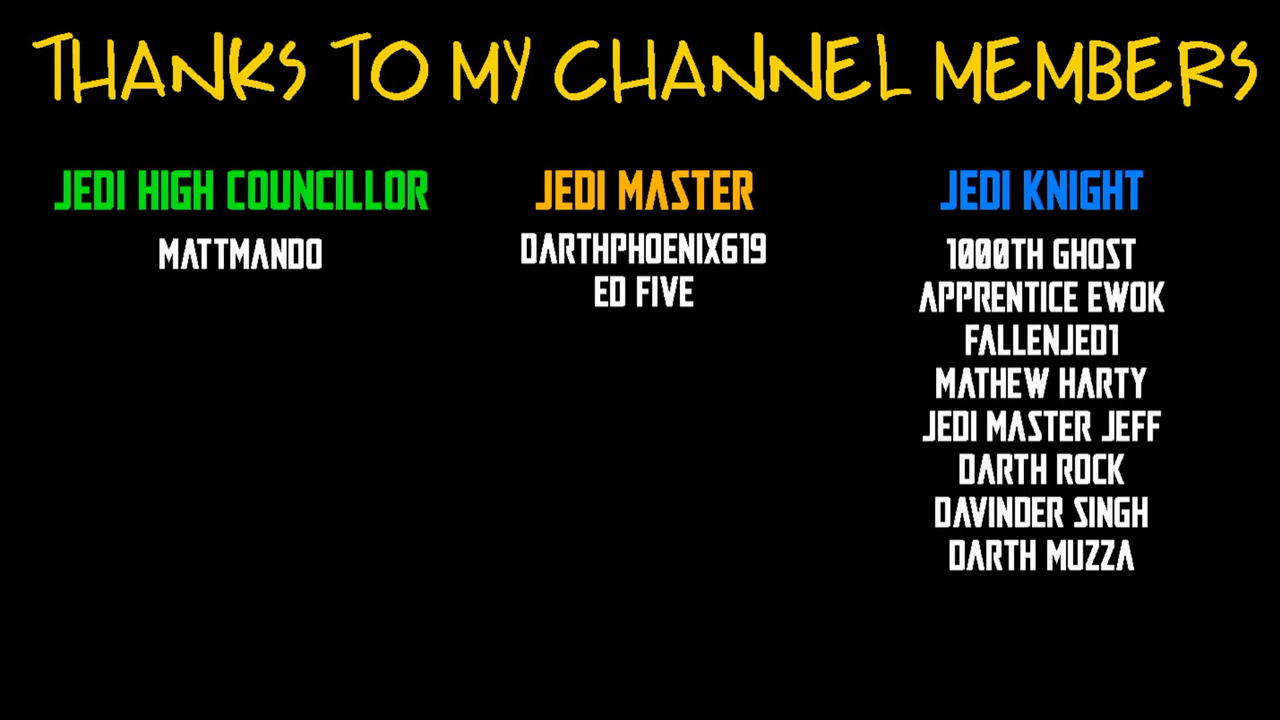 THANKS TO MY CHANNEL MEMBERS
JEDI HIGH COUNCILLOR
MATTMANDO
JEDI MASTER
DARTHPHOENIX619
ED FIVE
JEDI KNIGHT
1000TH GHOST
APPRENTICE EWOK
FALLENJED1
MATHEW HARTY
JEDI MASTER JEFF
DARTH ROCK
DAVINDER SINGH
DARTH MUZZA